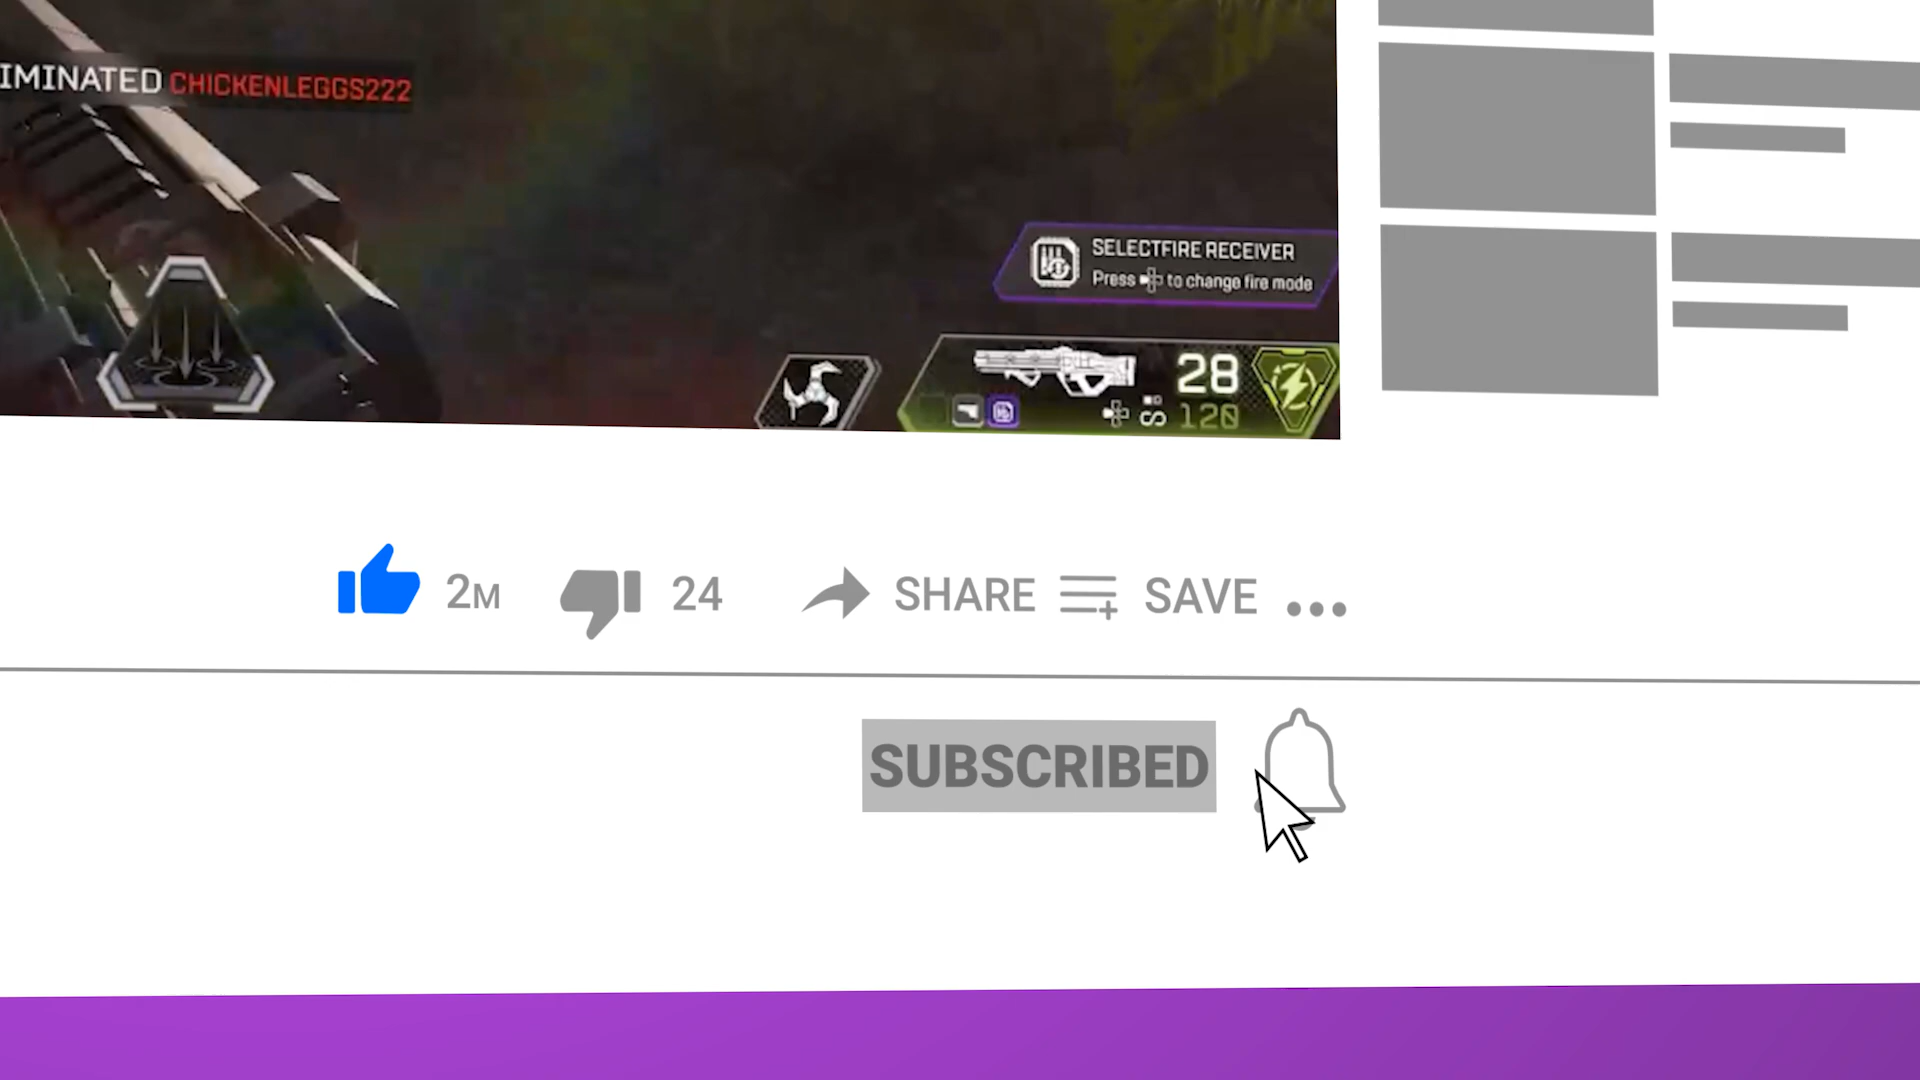 IMINATED CHICKENLEGGS222
SELECTFIRE RECEIVER
Press to change fire mode
28
120
2M 24 SHARE SAVE ...
SUBSCRIBED